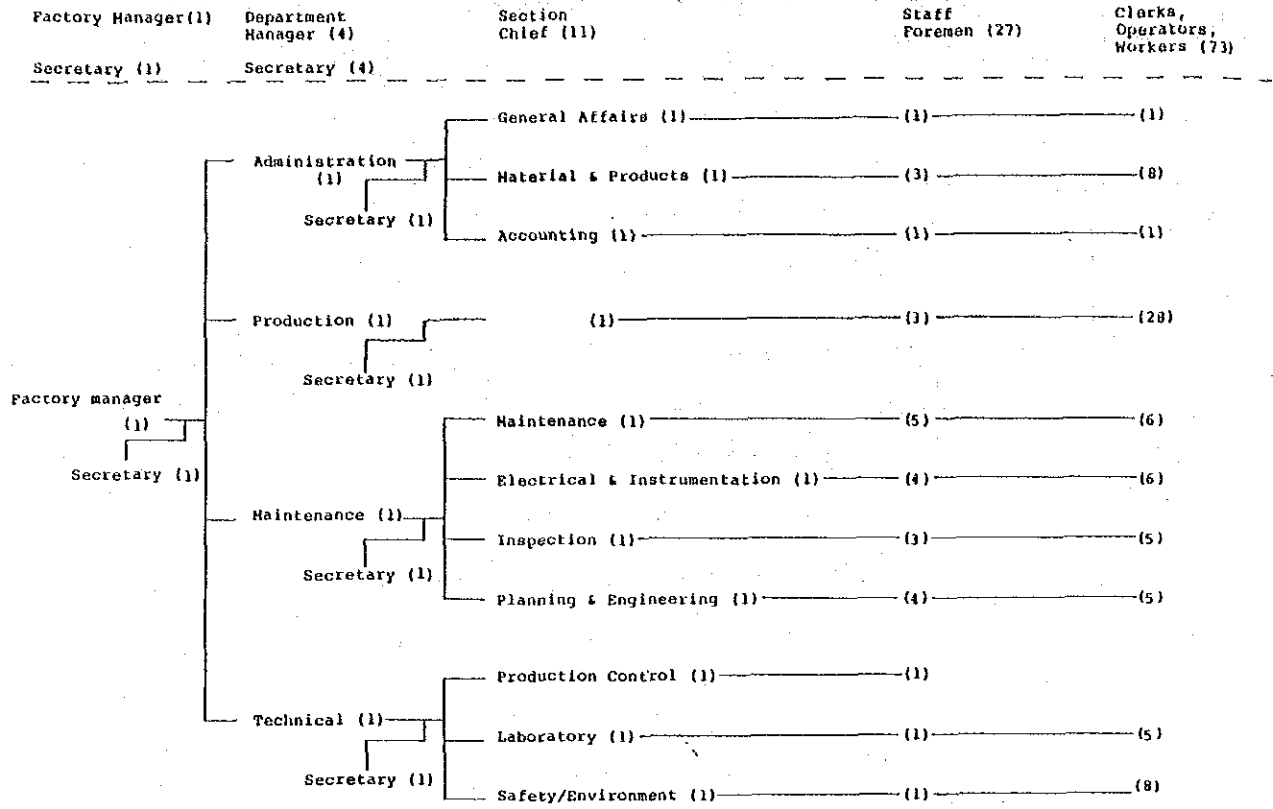 Factory Manager(1) Department Manager (4) Section Chief (11) Staff Foremen (27) Clarks, Operators, Workers (73)
Secretary (1) Secretary (4)
General Affairs (1) (1) (1)
Administration (1)
Material & Products (1) (3) (8)
Secretary (1)
Accounting (1) (1) (1)
Production (1) (1) (3) (28)
Secretary (1)
Factory manager (1)
Secretary (1)
Maintenance (1) (5) (6)
Electrical & Instrumentation (1) (4) (6)
Maintenance (1)
Inspection (1) (3) (5)
Secretary (1)
Planning & Engineering (1) (4) (5)
Production Control (1) (1)
Technical (1)
Laboratory (1) (1) (5)
Secretary (1)
Safety/Environment (1) (1) (8)